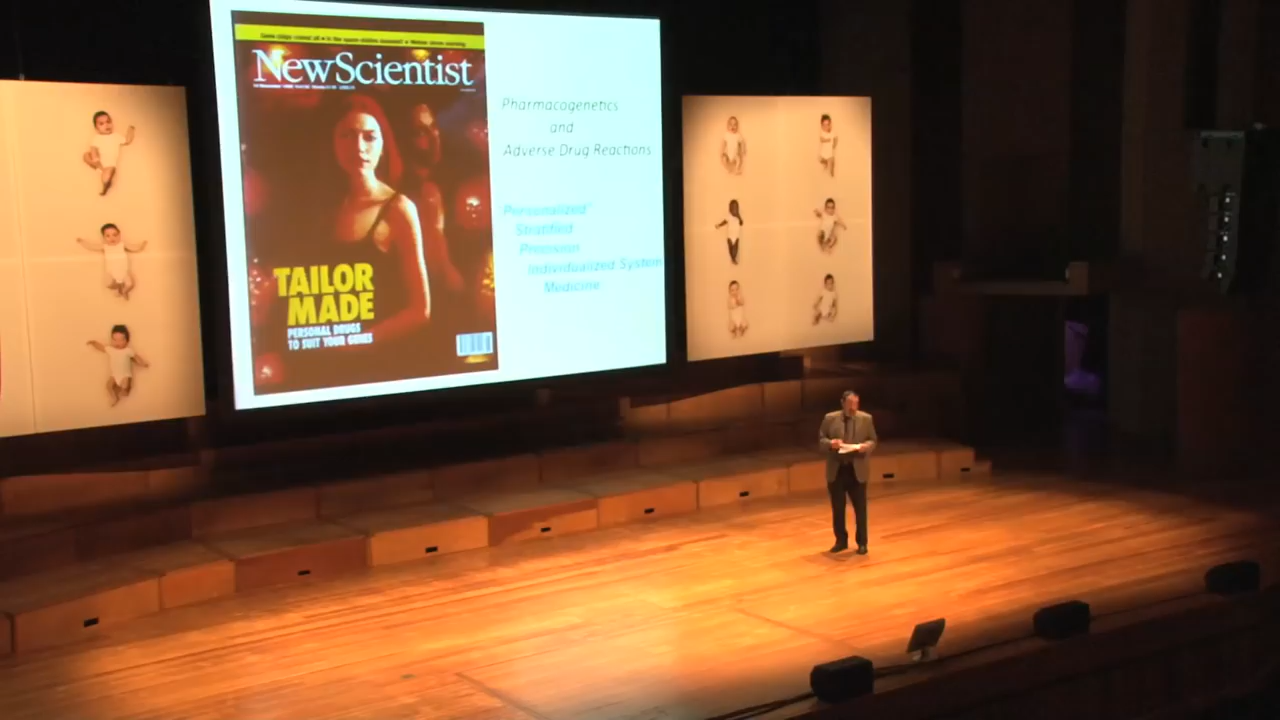 NewScientist
TAILOR
MADE
PERSONAL DRUGS
TO SUIT YOUR GENES
Pharmacogenetics
and
Adverse Drug Reactions
Personalized
Stratified
Precision
Individualized System
Medicine